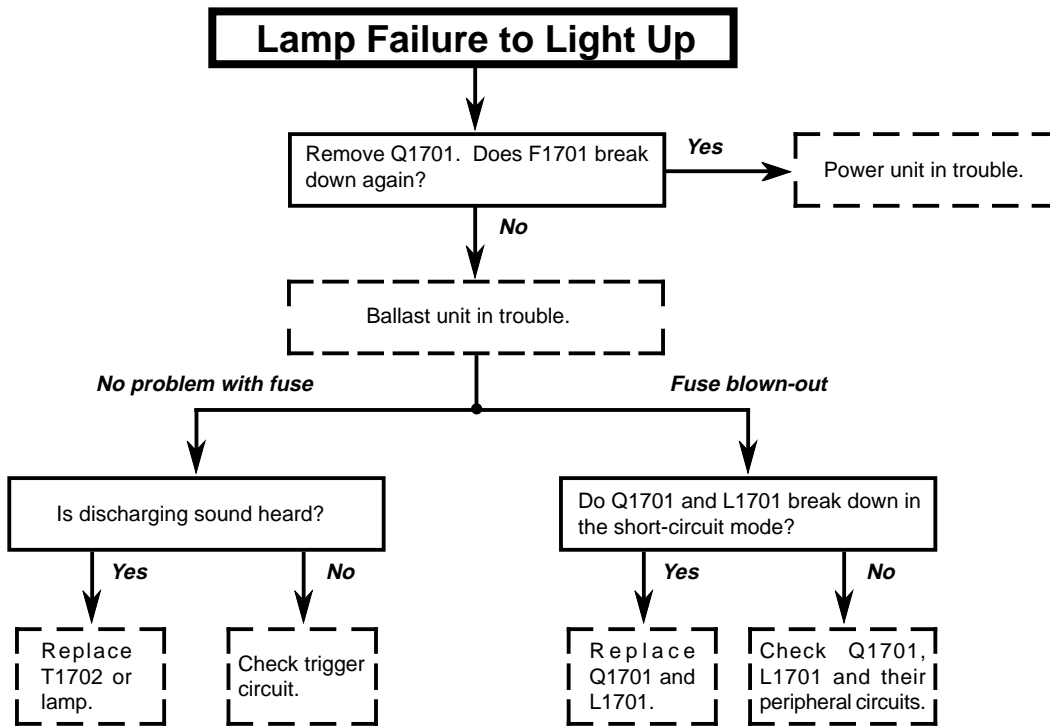 Lamp Failure to Light Up
Remove Q1701. Does F1701 break
down again?
Yes
Power unit in trouble.
No
Ballast unit in trouble.
No problem with fuse
Fuse blown-out
Is discharging sound heard?
Do Q1701 and L1701 break down in
the short-circuit mode?
Yes
No
Yes
No
Replace
T1702 or
lamp.
Check trigger
circuit.
Replace
Q1701 and
L1701.
Check Q1701,
L1701 and their
peripheral circuits.